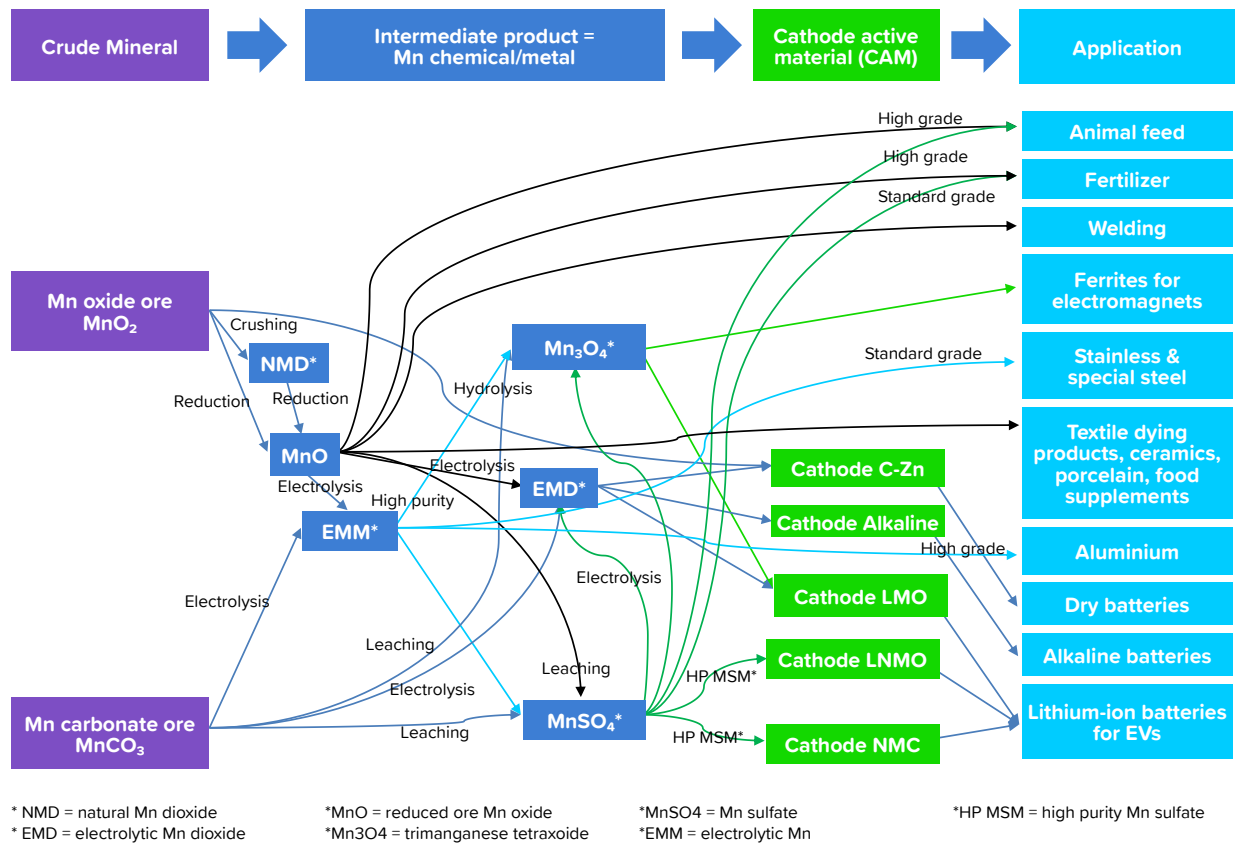 Crude Mineral
Intermediate product =
Mn chemical/metal
Cathode active
material (CAM)
Application
High grade
Animal feed
High grade
Fertilizer
Standard grade
Welding
Mn oxide ore
MnO₂
Ferrites for
electromagnets
Crushing
NMD*
Mn₃O₄*
Standard grade
Stainless &
special steel
Reduction
Reduction
Hydrolysis
MnO
Textile dying
products, ceramics,
porcelain, food
supplements
Electrolysis
Electrolysis
High purity
EMD*
Cathode C-Zn
EMM*
Cathode Alkaline
High grade
Aluminium
Electrolysis
Electrolysis
Cathode LMO
Dry batteries
Leaching
Leaching
Cathode LNMO
Alkaline batteries
HP MSM*
Electrolysis
Mn carbonate ore
MnCO₃
Leaching
MnSO₄*
HP MSM*
Cathode NMC
Lithium-ion batteries
for EVs
* NMD = natural Mn dioxide
*MnO = reduced ore Mn oxide
*MnSO4 = Mn sulfate
*HP MSM = high purity Mn sulfate
* EMD = electrolytic Mn dioxide
*Mn3O4 = trimanganese tetraxoide
*EMM = electrolytic Mn